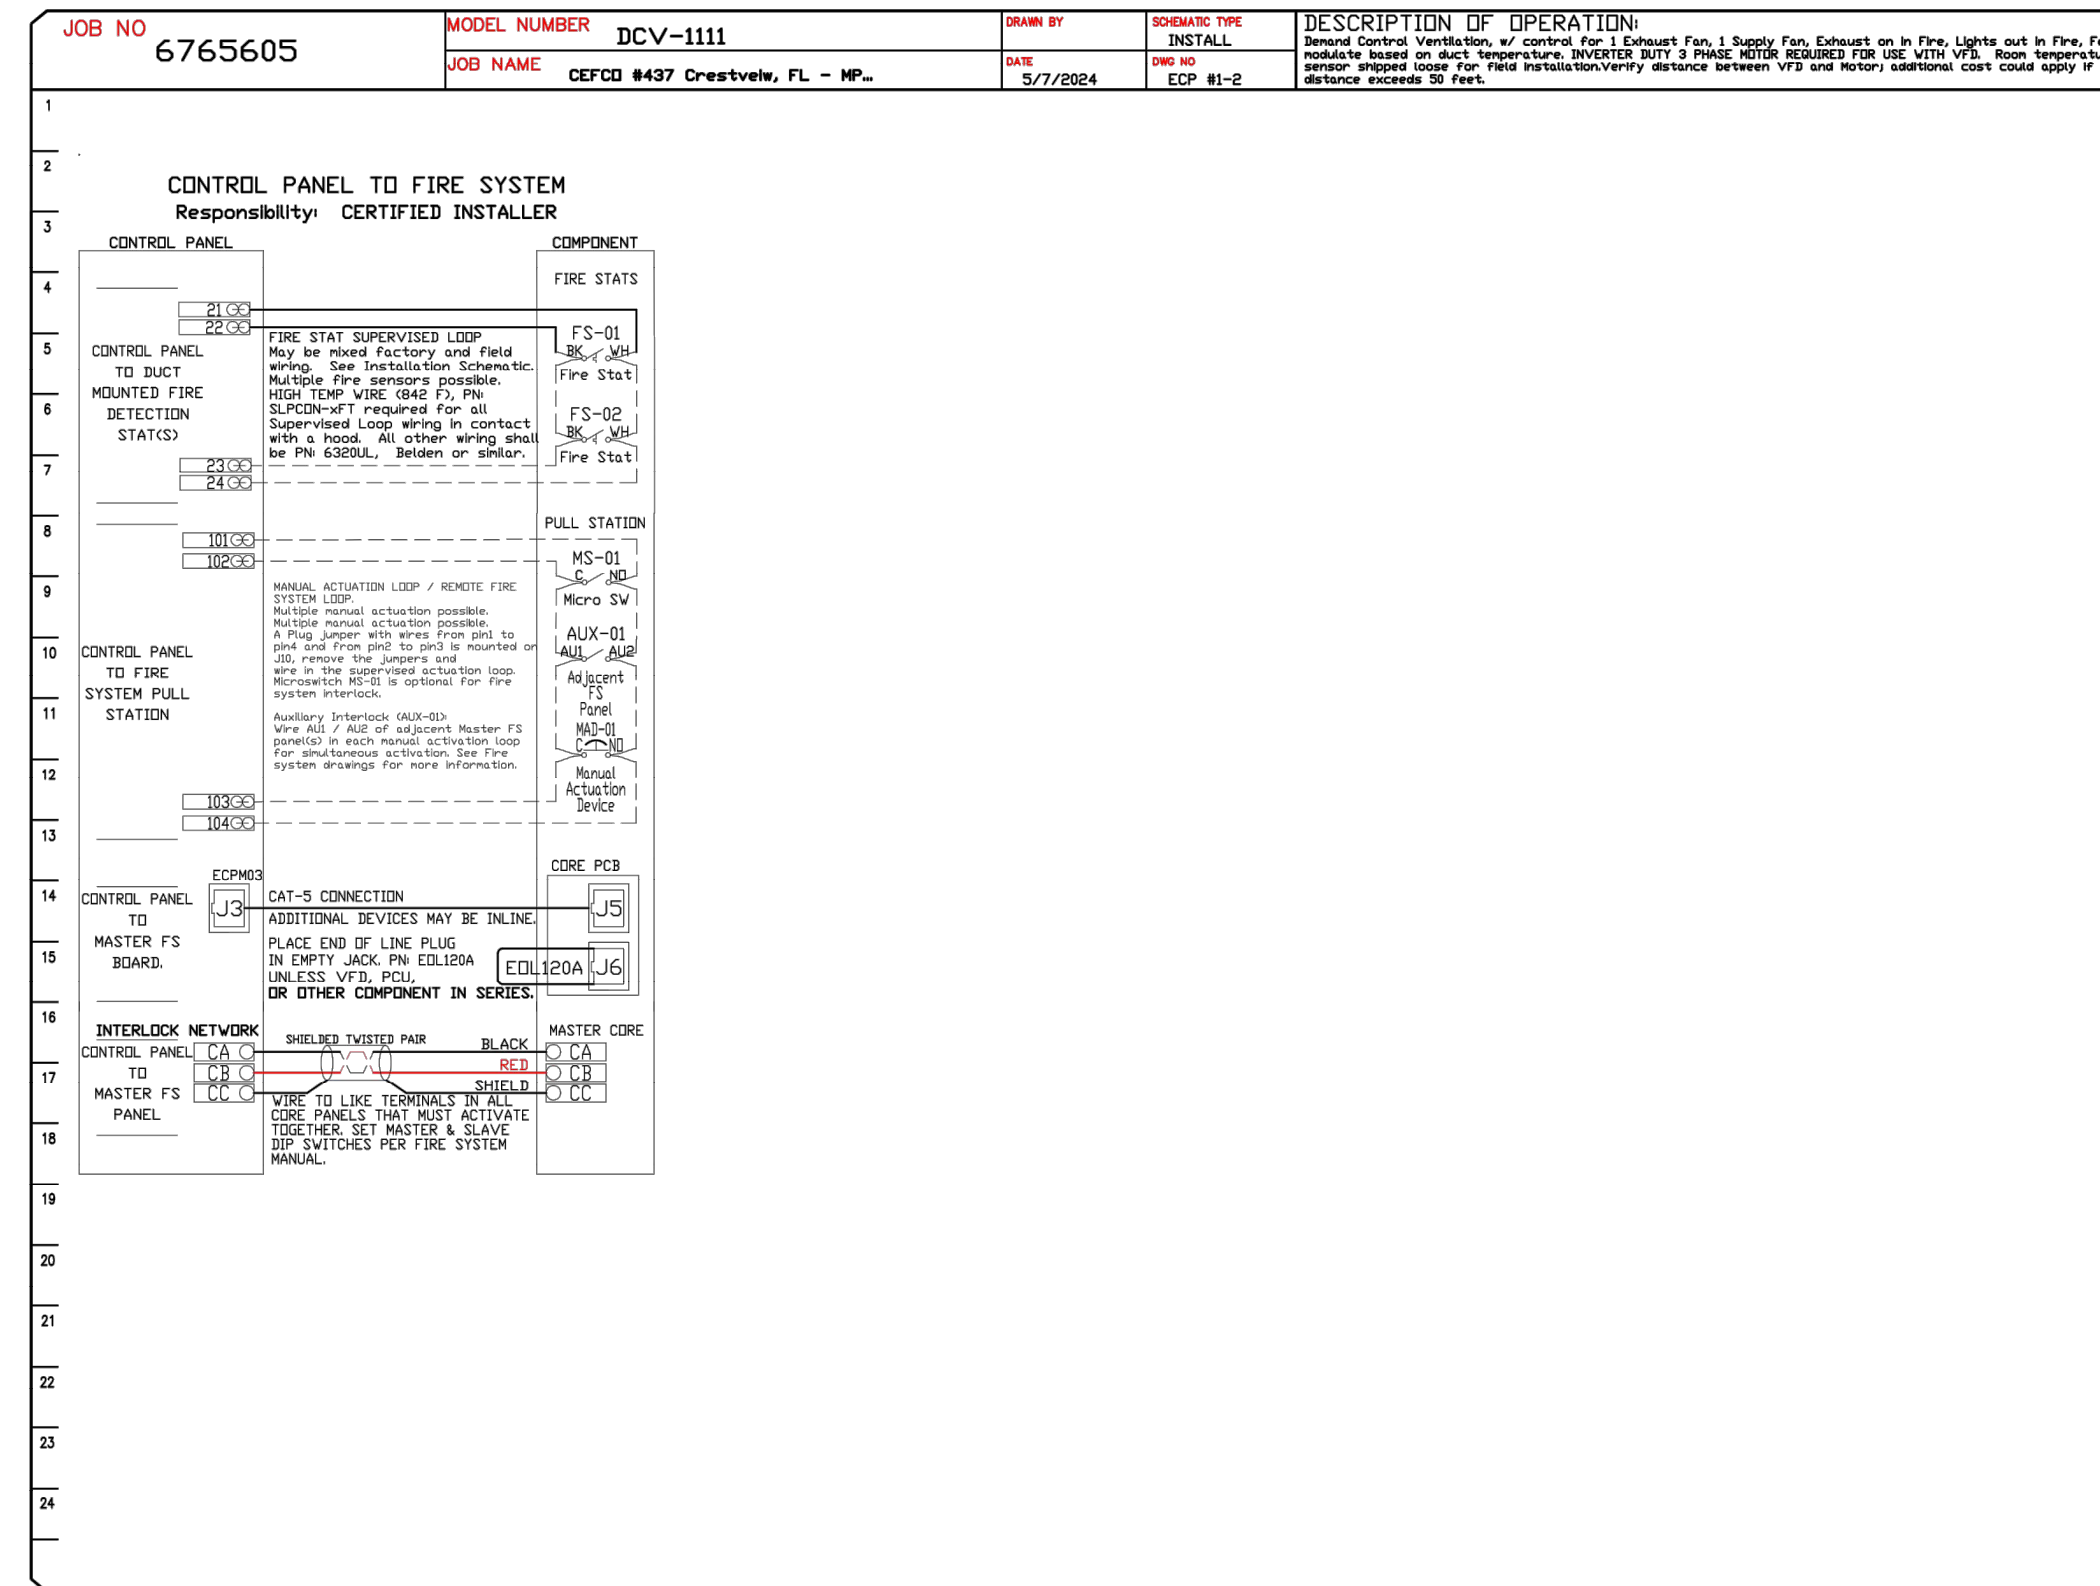 JOB NO
6765605
MODEL NUMBER
DCV-1111
JOB NAME
CEFCO #437 Crestveiw, FL - MP...
DRAWN BY
DATE
5/7/2024
SCHEMATIC TYPE
INSTALL
DWG NO
ECP #1-2
DESCRIPTION OF OPERATION:
Demand Control Ventilation, w/ control for 1 Exhaust Fan, 1 Supply Fan, Exhaust on in Fire, Lights out in Fire,
modulate based on duct temperature. INVERTER DUTY 3 PHASE MOTOR REQUIRED FOR USE WITH VFD. Room
sensor shipped loose for field installation.Verify distance between VFD and Motor; additional cost could apply if
distance exceeds 50 feet.
1
2
3
4
5
6
7
8
9
10
11
12
13
14
15
16
17
18
19
20
21
22
23
24
CONTROL PANEL TO FIRE SYSTEM
Responsibility: CERTIFIED INSTALLER
CONTROL PANEL
COMPONENT
FIRE STATS
21
22
CONTROL PANEL
TO DUCT
MOUNTED FIRE
DETECTION
STAT(S)
FIRE STAT SUPERVISED LOOP
May be mixed factory and field
wiring. See Installation Schematic.
Multiple fire sensors possible.
HIGH TEMP WIRE (842 F), PN:
SLPCON-xFT required for all
Supervised Loop wiring in contact
with a hood. All other wiring shall
be PN: 6320UL, Belden or similar.
FS-01
BK WH
Fire Stat
FS-02
BK WH
Fire Stat
23
24
PULL STATION
101
102
MS-01
C NO
Micro SW
MANUAL ACTUATION LOOP / REMOTE FIRE
SYSTEM LOOP.
Multiple manual actuation possible.
Multiple manual actuation possible.
A Plug jumper with wires from pin1 to
pin4 and from pin2 to pin3 is mounted on
J10, remove the jumpers and
wire in the supervised actuation loop.
Microswitch MS-01 is optional for fire
system interlock.
Auxiliary Interlock (AUX-01):
Wire AU1 / AU2 of adjacent Master FS
panel(s) in each manual activation loop
for simultaneous activation. See Fire
system drawings for more information.
CONTROL PANEL
TO FIRE
SYSTEM PULL
STATION
AUX-01
AU1 AU2
Adjacent
FS
Panel
MAD-01
C NO
Manual
Actuation
Device
103
104
CORE PCB
ECPM03
J3
CONTROL PANEL
TO
MASTER FS
BOARD.
CAT-5 CONNECTION
ADDITIONAL DEVICES MAY BE INLINE.
J5
PLACE END OF LINE PLUG
IN EMPTY JACK. PN: EOL120A
UNLESS VFD, PCU,
OR OTHER COMPONENT IN SERIES.
EOL120A
J6
INTERLOCK NETWORK
CONTROL PANEL
TO
MASTER FS
PANEL
CA
CB
CC
SHIELDED TWISTED PAIR
BLACK
RED
SHIELD
MASTER CORE
CA
CB
CC
WIRE TO LIKE TERMINALS IN ALL
CORE PANELS THAT MUST ACTIVATE
TOGETHER. SET MASTER & SLAVE
DIP SWITCHES PER FIRE SYSTEM
MANUAL.